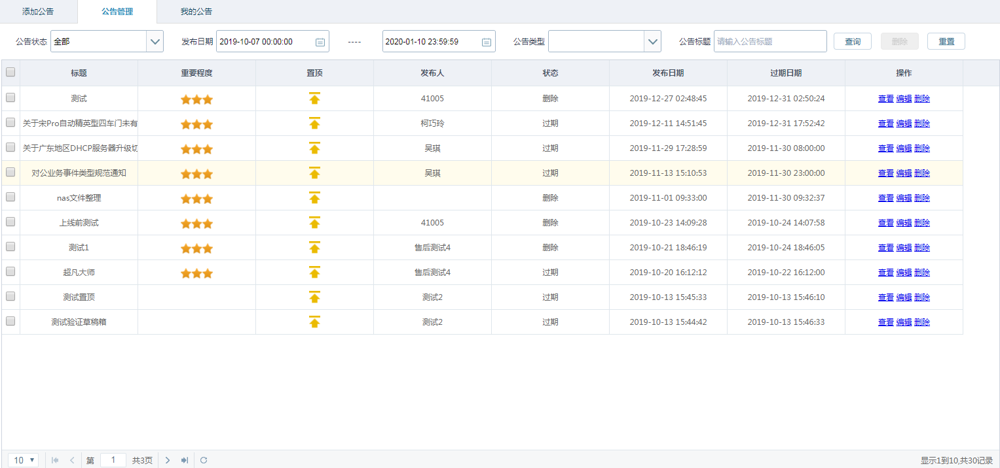 添加公告 公告管理 我的公告
公告状态 全部 发布日期 2019-10-07 00:00:00 ---- 2020-01-10 23:59:59 公告类型 公告标题 请输入公告标题 查询 删除 重置
标题 重要程度 置顶 发布人 状态 发布日期 过期日期 操作
测试 41005 删除 2019-12-27 02:48:45 2019-12-31 02:50:24 查看 编辑 删除
关于宋Pro自动精英型四车门未有 柯巧玲 过期 2019-12-11 14:51:45 2019-12-31 17:52:42 查看 编辑 删除
关于广东地区DHCP服务器升级切 吴琪 过期 2019-11-29 17:28:59 2019-11-30 08:00:00 查看 编辑 删除
对公业务事件类型规范通知 吴琪 过期 2019-11-13 15:10:53 2019-11-30 23:00:00 查看 编辑 删除
nas文件整理 删除 2019-11-01 09:33:00 2019-11-30 09:32:37 查看 编辑 删除
上线前测试 41005 删除 2019-10-23 14:09:28 2019-10-24 14:07:58 查看 编辑 删除
测试1 售后测试4 删除 2019-10-21 18:46:19 2019-10-24 18:46:05 查看 编辑 删除
超凡大师 售后测试4 过期 2019-10-20 16:12:12 2019-10-22 16:12:00 查看 编辑 删除
测试置顶 测试2 过期 2019-10-13 15:45:33 2019-10-13 15:46:10 查看 编辑 删除
测试验证草稿箱 测试2 过期 2019-10-13 15:44:42 2019-10-13 15:46:33 查看 编辑 删除
10 第 1 共3页 显示1到10,共30记录